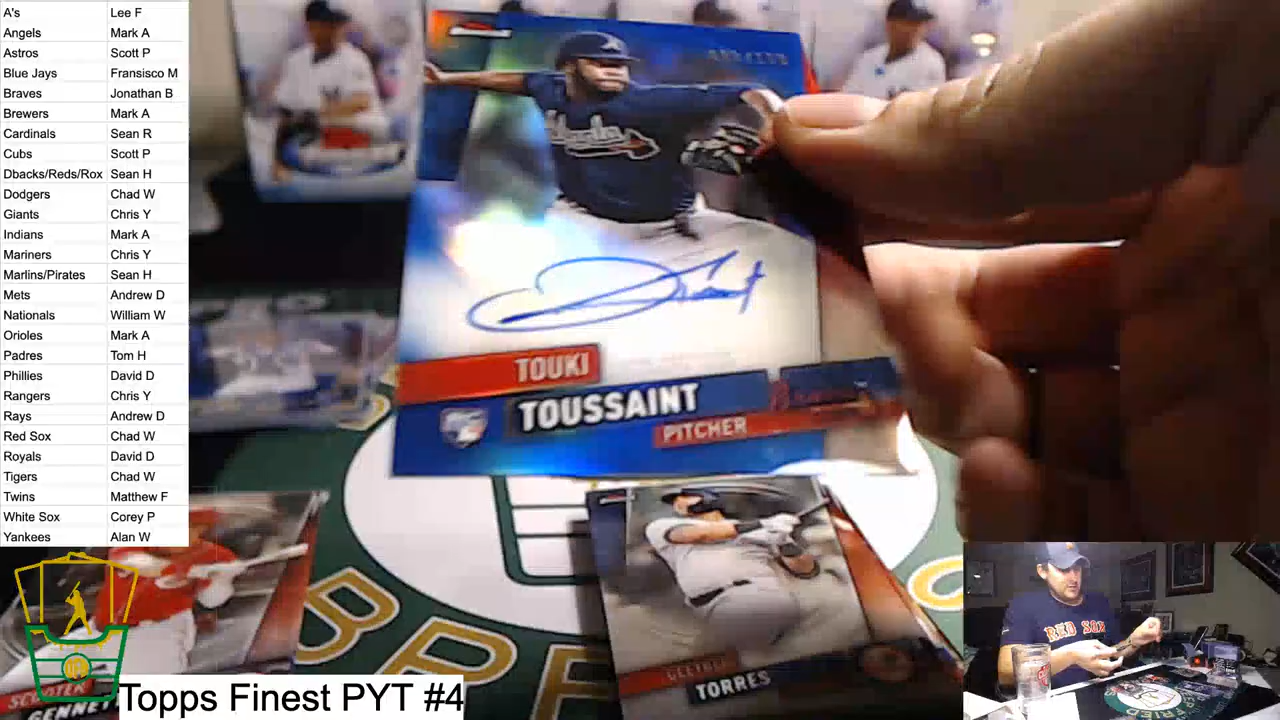 A's Lee F
Angels Mark A
Astros Scott P
Blue Jays Fransisco M
Braves Jonathan B
Brewers Mark A
Cardinals Sean R
Cubs Scott P
Dbacks/Reds/Rox Sean H
Dodgers Chad W
Giants Chris Y
Indians Mark A
Mariners Chris Y
Marlins/Pirates Sean H
Mets Andrew D
Nationals William W
Orioles Mark A
Padres Tom H
Phillies David D
Rangers Chris Y
Rays Andrew D
Red Sox Chad W
Royals David D
Tigers Chad W
Twins Matthew F
White Sox Corey P
Yankees Alan W
TOUKI
TOUSSAINT
PITCHER
RC
TORRES
RED SOX
Topps Finest PYT #4